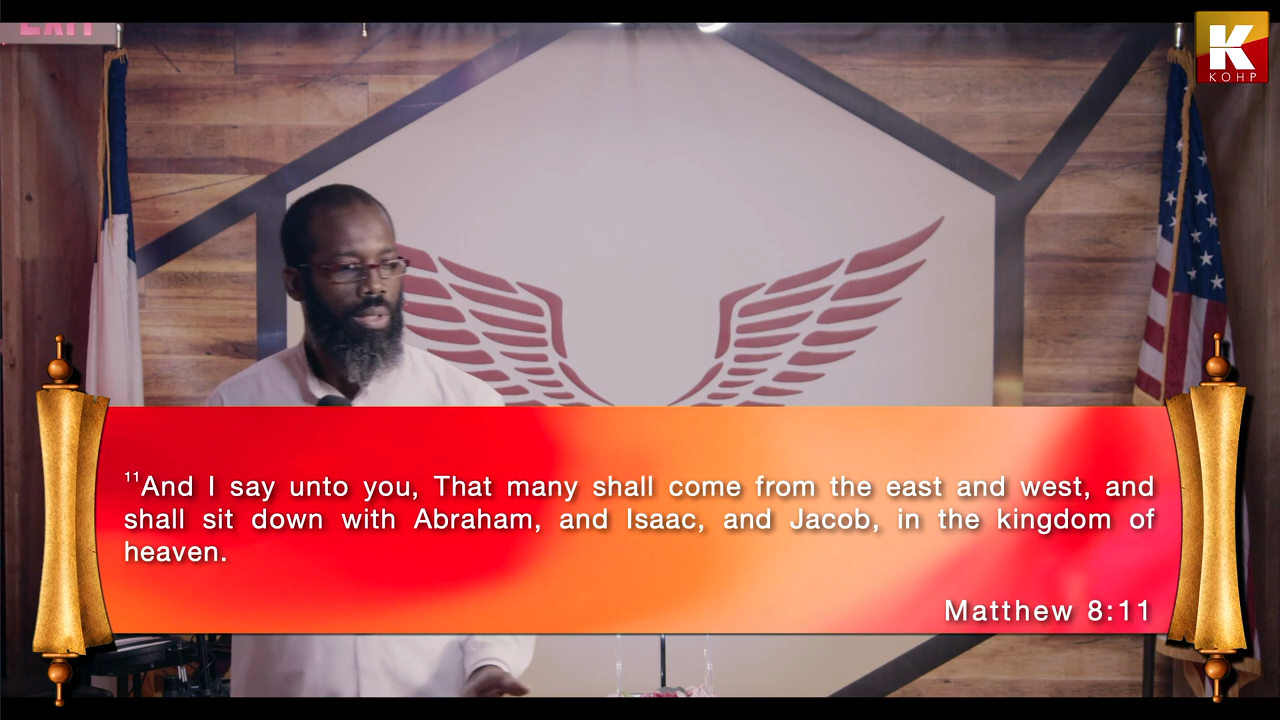 EXIT
K
KOHP
¹¹And I say unto you, That many shall come from the east and west, and
shall sit down with Abraham, and Isaac, and Jacob, in the kingdom of
heaven.
Matthew 8:11